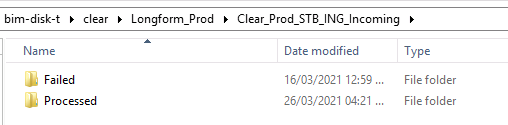 bim-disk-t ▸ clear ▸ Longform_Prod ▸ Clear_Prod_STB_ING_Incoming ▸
Name Date modified Type
Failed 16/03/2021 12:59 ... File folder
Processed 26/03/2021 04:21 ... File folder